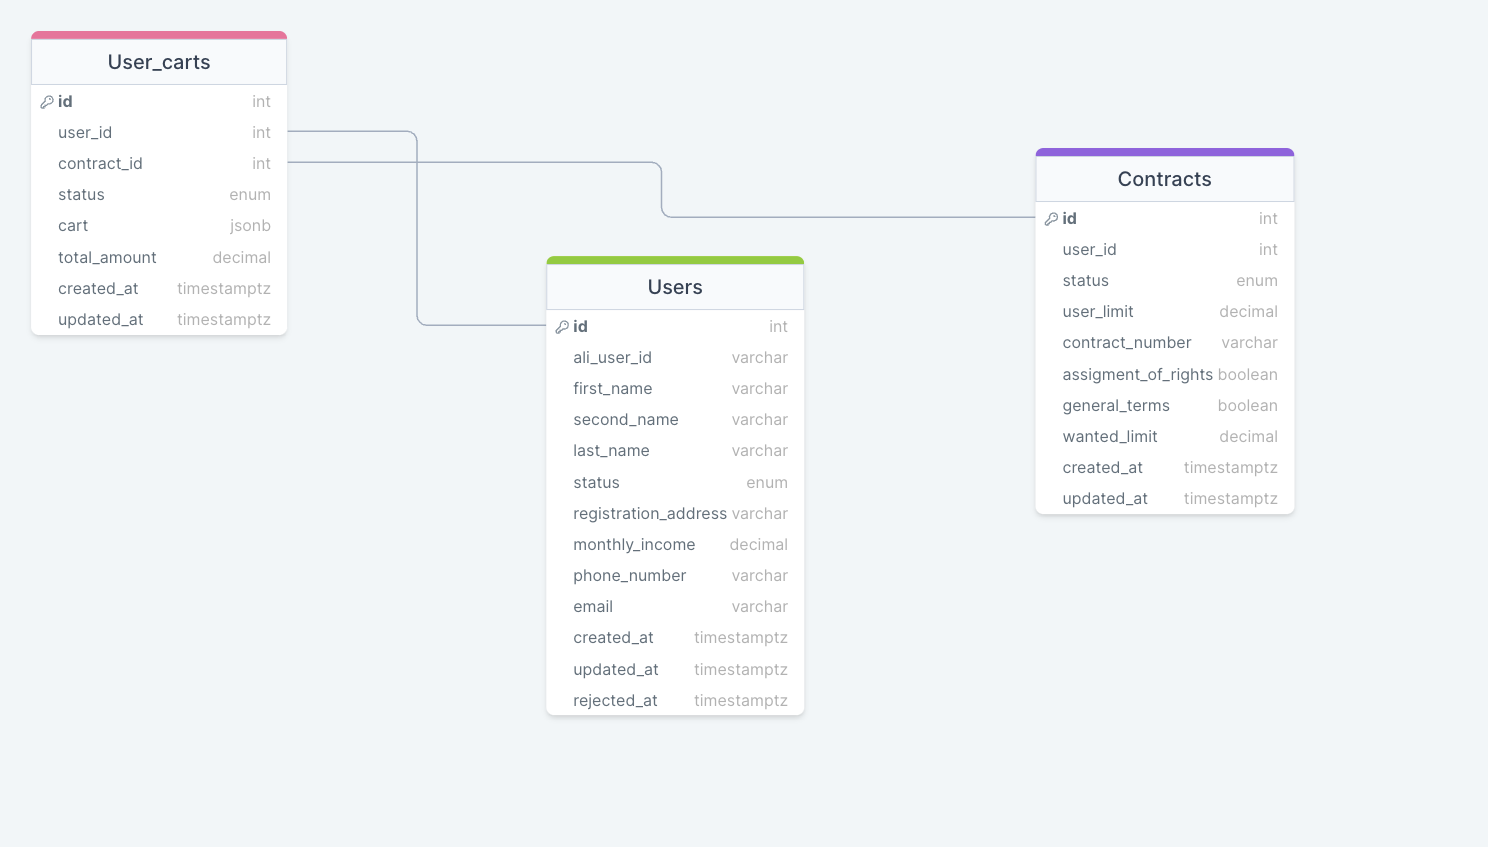 User_carts
id int
user_id int
contract_id int
status enum
cart jsonb
total_amount decimal
created_at timestamptz
updated_at timestamptz
Users
id int
ali_user_id varchar
first_name varchar
second_name varchar
last_name varchar
status enum
registration_address varchar
monthly_income decimal
phone_number varchar
email varchar
created_at timestamptz
updated_at timestamptz
rejected_at timestamptz
Contracts
id int
user_id int
status enum
user_limit decimal
contract_number varchar
assigment_of_rights boolean
general_terms boolean
wanted_limit decimal
created_at timestamptz
updated_at timestamptz